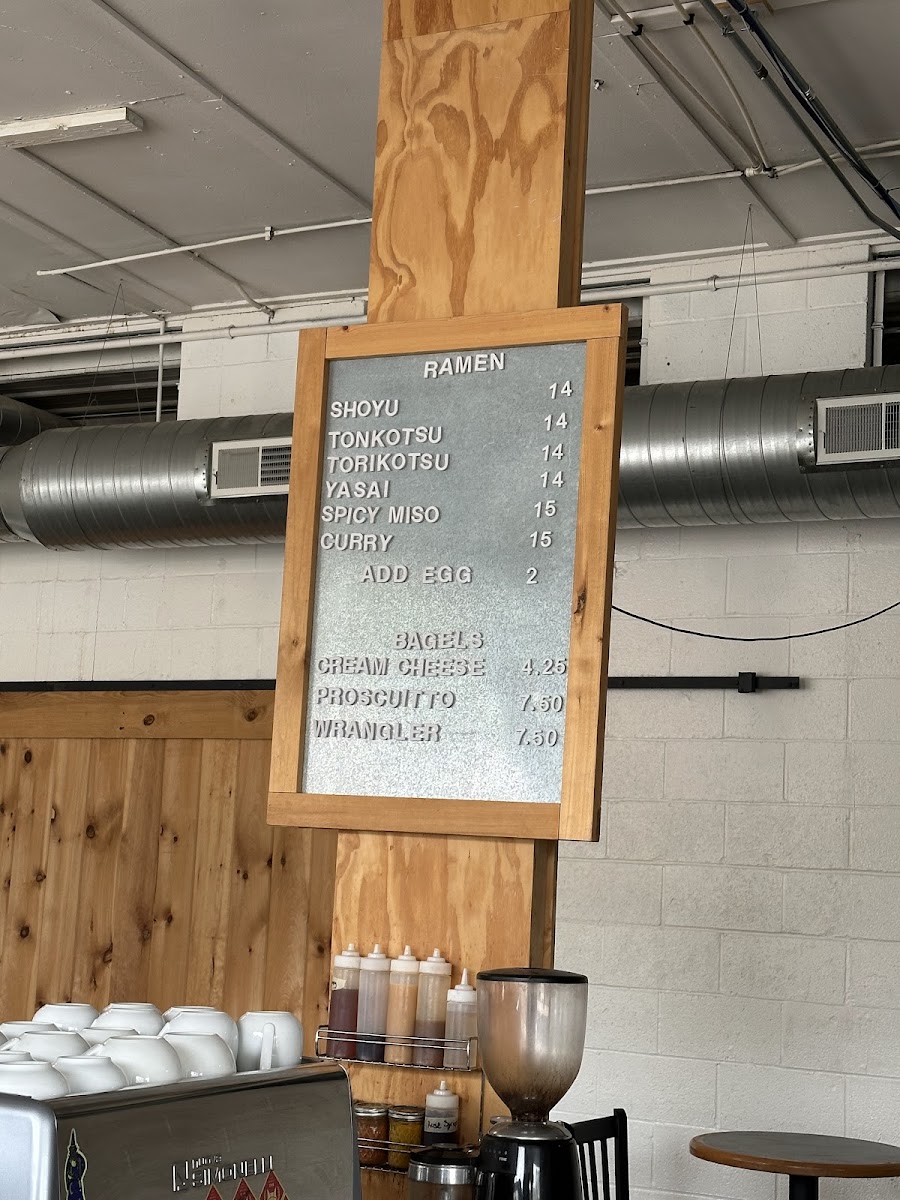 RAMEN
SHOYU 14
TONKOTSU 14
TORIKOTSU 14
YASAI 14
SPICY MISO 15
CURRY 15
ADD EGG 2
BAGELS
CREAM CHEESE 4.25
PROSCUITTO 7.50
WRANGLER 7.50